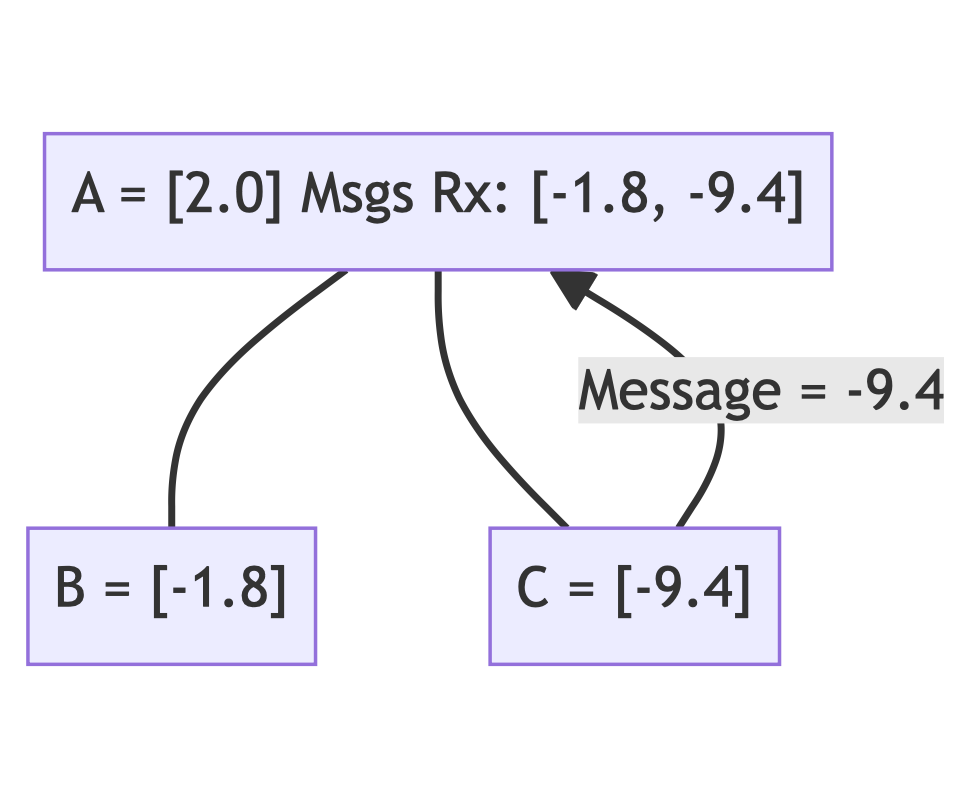 A = [2.0] Msgs Rx: [-1.8, -9.4]
Message = -9.4
B = [-1.8]
C = [-9.4]